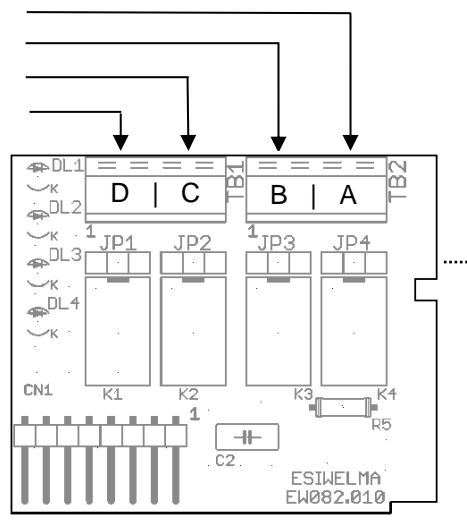 DL1
D | C
TB1
B | A
TB2
K
DL2
1
1
K
JP1 JP2 JP3 JP4
DL3
K
DL4
K
CN1
K1 K2 K3 K4
1
R5
C2
ESIWELMA
EW082.010